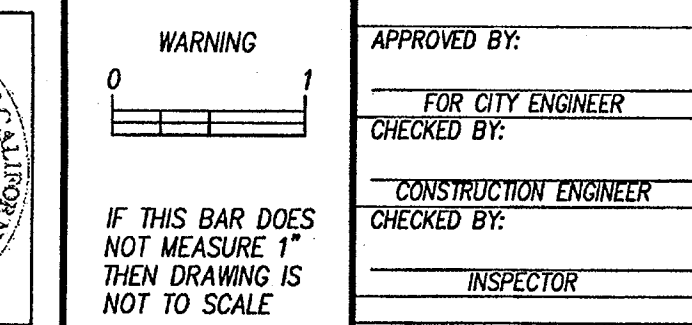 CALIFORN
WARNING
0 1
IF THIS BAR DOES
NOT MEASURE 1"
THEN DRAWING IS
NOT TO SCALE
APPROVED BY:
FOR CITY ENGINEER
CHECKED BY:
CONSTRUCTION ENGINEER
CHECKED BY:
INSPECTOR